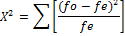 X² = ∑[(fo − fe)²/fe]